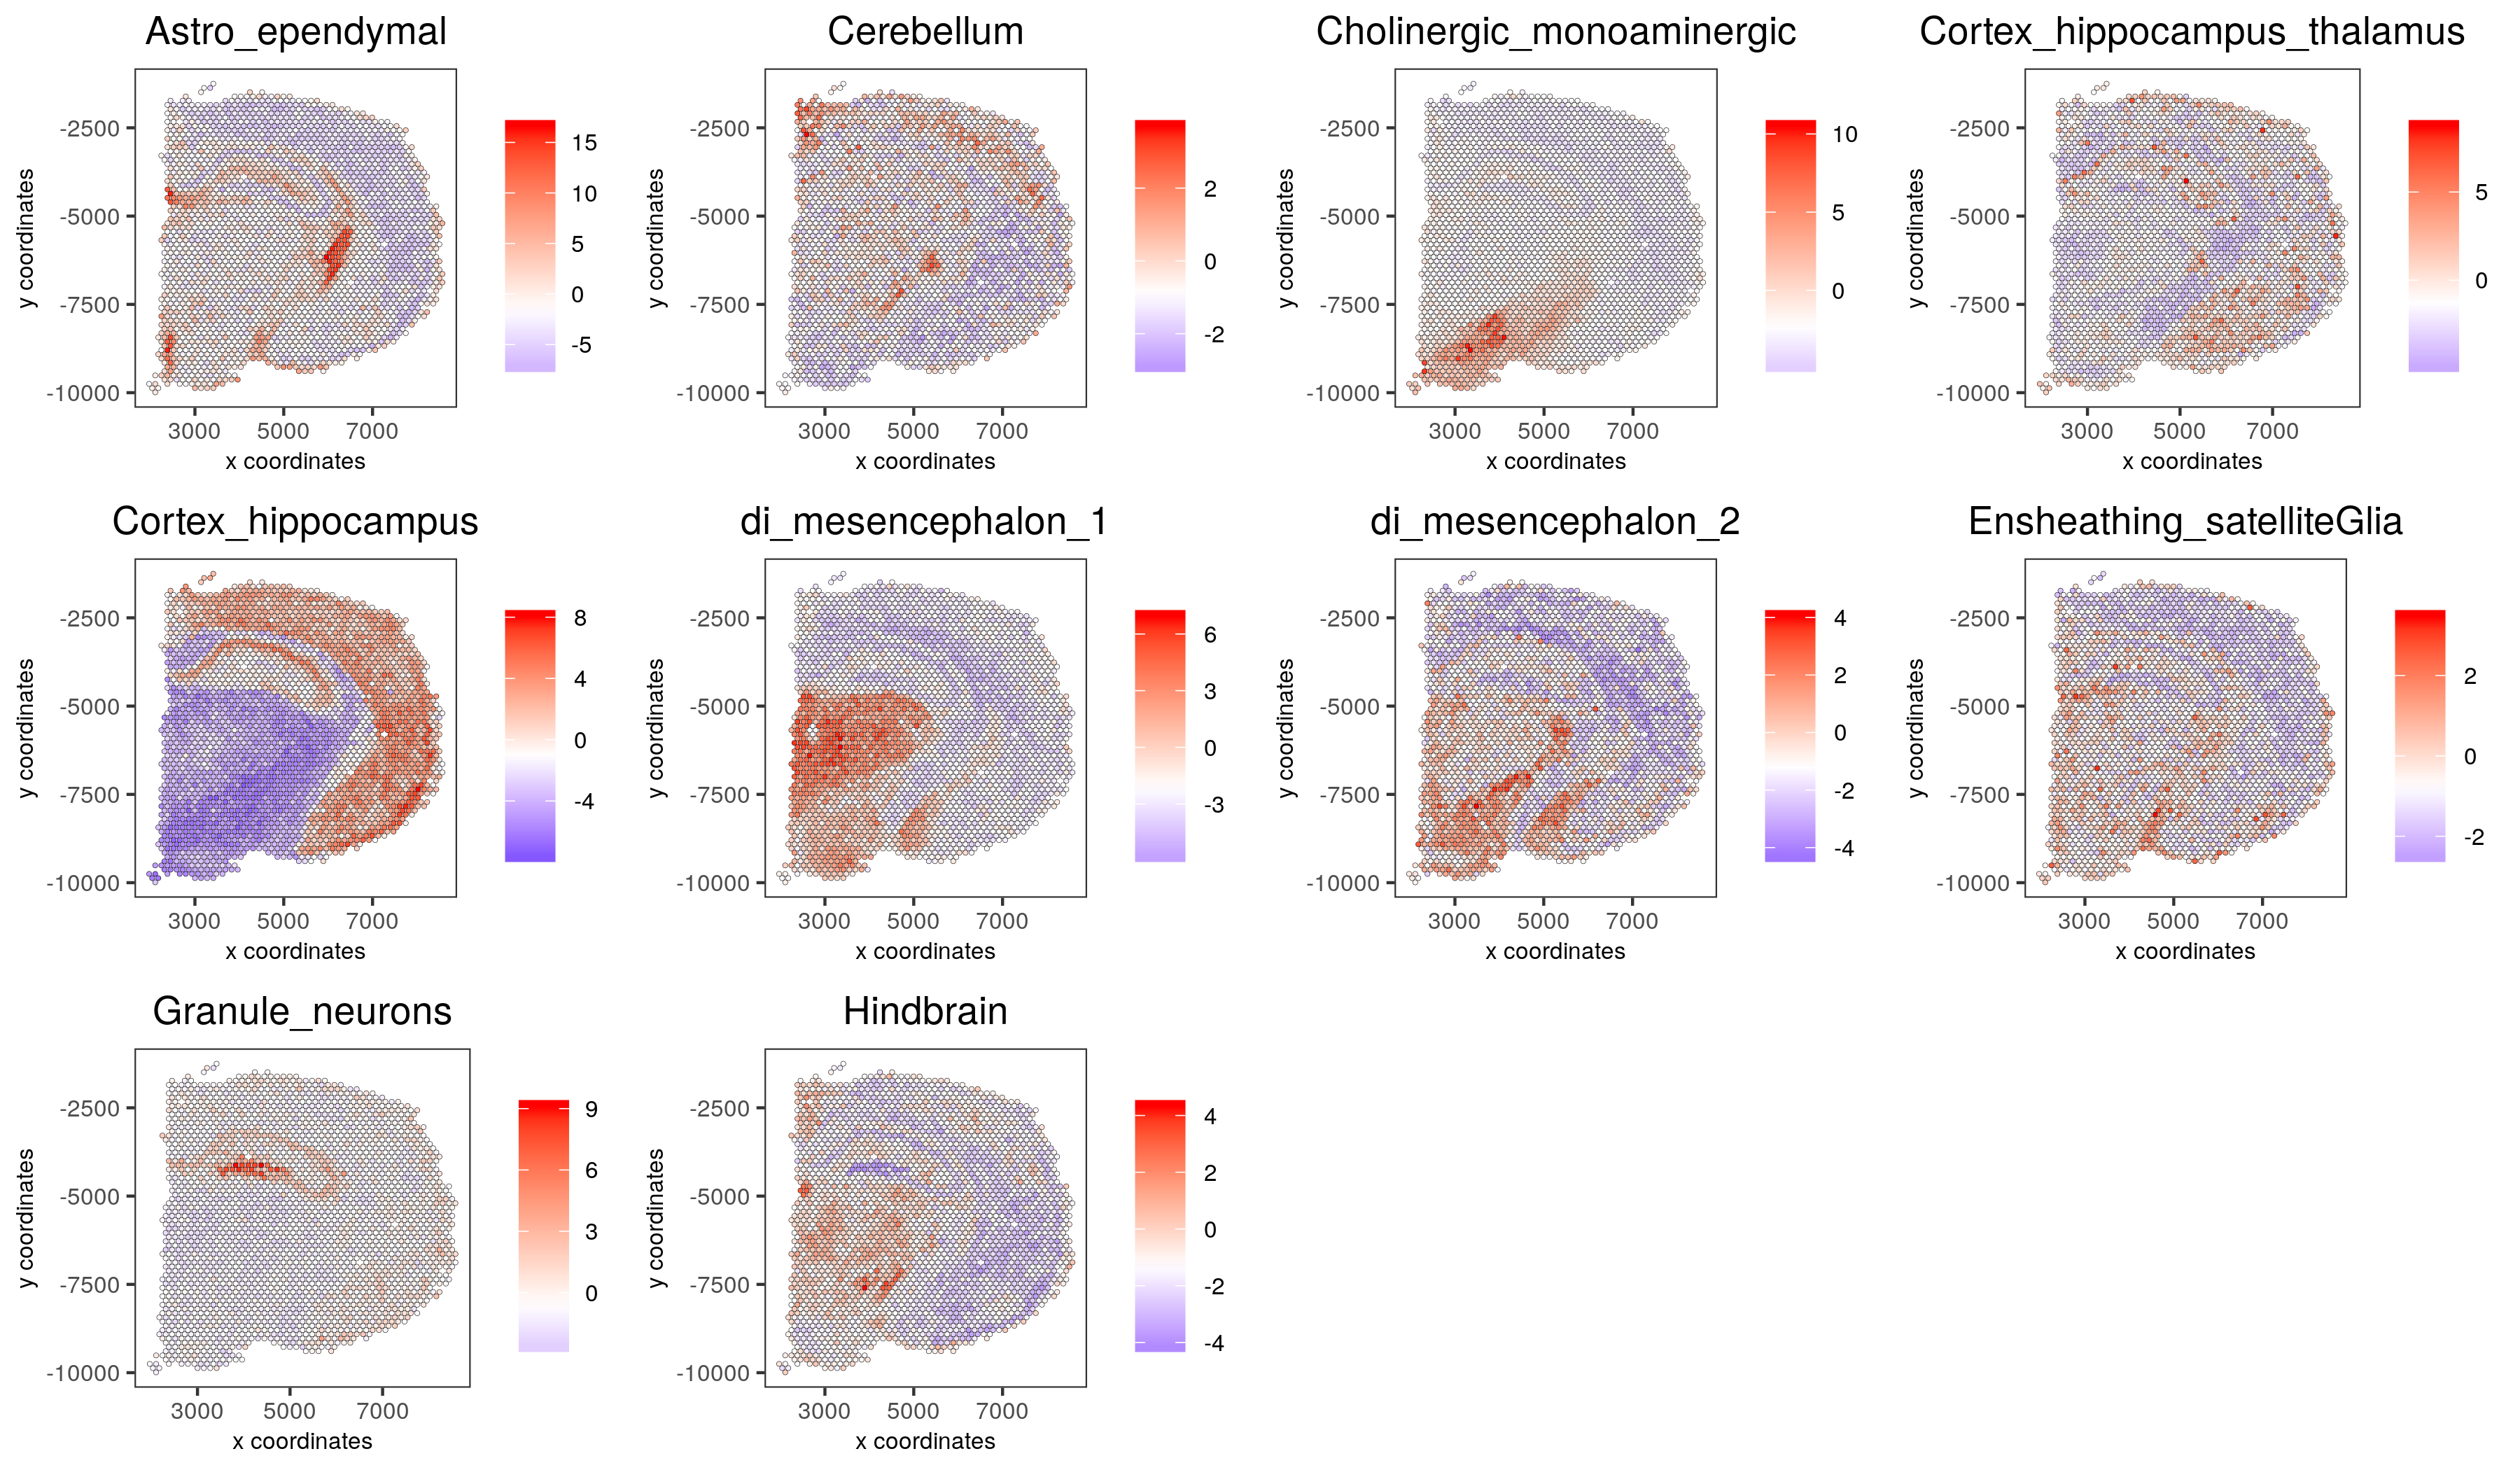 Astro_ependymal
Cerebellum
Cholinergic_monoaminergic
Cortex_hippocampus_thalamus
y coordinates
-2500
-5000
-7500
-10000
3000 5000 7000
x coordinates
15
10
5
0
-5
y coordinates
-2500
-5000
-7500
-10000
3000 5000 7000
x coordinates
2
0
-2
y coordinates
-2500
-5000
-7500
-10000
3000 5000 7000
x coordinates
10
5
0
y coordinates
-2500
-5000
-7500
-10000
3000 5000 7000
x coordinates
5
0
Cortex_hippocampus
di_mesencephalon_1
di_mesencephalon_2
Ensheathing_satelliteGlia
y coordinates
-2500
-5000
-7500
-10000
3000 5000 7000
x coordinates
8
4
0
-4
y coordinates
-2500
-5000
-7500
-10000
3000 5000 7000
x coordinates
6
3
0
-3
y coordinates
-2500
-5000
-7500
-10000
3000 5000 7000
x coordinates
4
2
0
-2
-4
y coordinates
-2500
-5000
-7500
-10000
3000 5000 7000
x coordinates
2
0
-2
Granule_neurons
Hindbrain
y coordinates
-2500
-5000
-7500
-10000
3000 5000 7000
x coordinates
9
6
3
0
y coordinates
-2500
-5000
-7500
-10000
3000 5000 7000
x coordinates
4
2
0
-2
-4